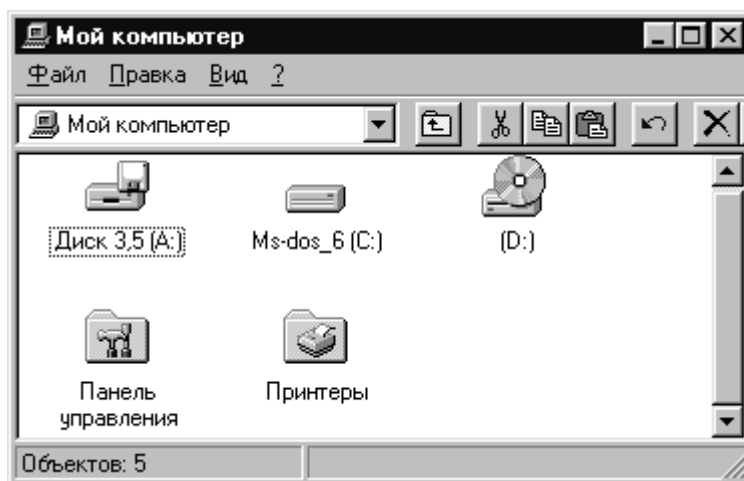 Мой компьютер
Файл Правка Вид ?
Мой компьютер
Диск 3,5 (A:) Ms-dos_6 (C:) (D:)
Панель Принтеры
управления
Объектов: 5